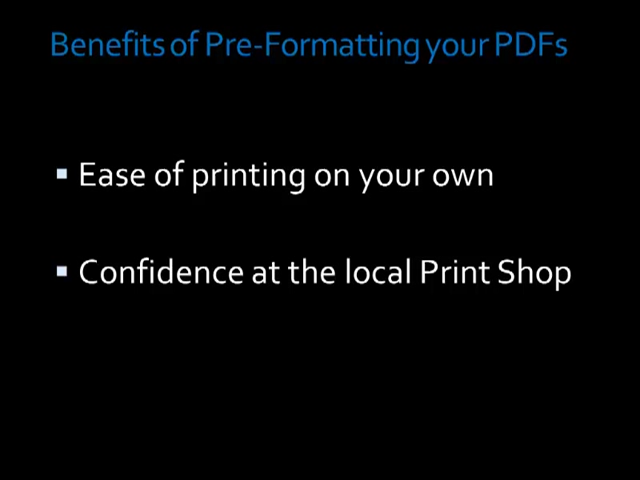 Benefits of Pre-Formatting your PDFs
Ease of printing on your own
Confidence at the local Print Shop